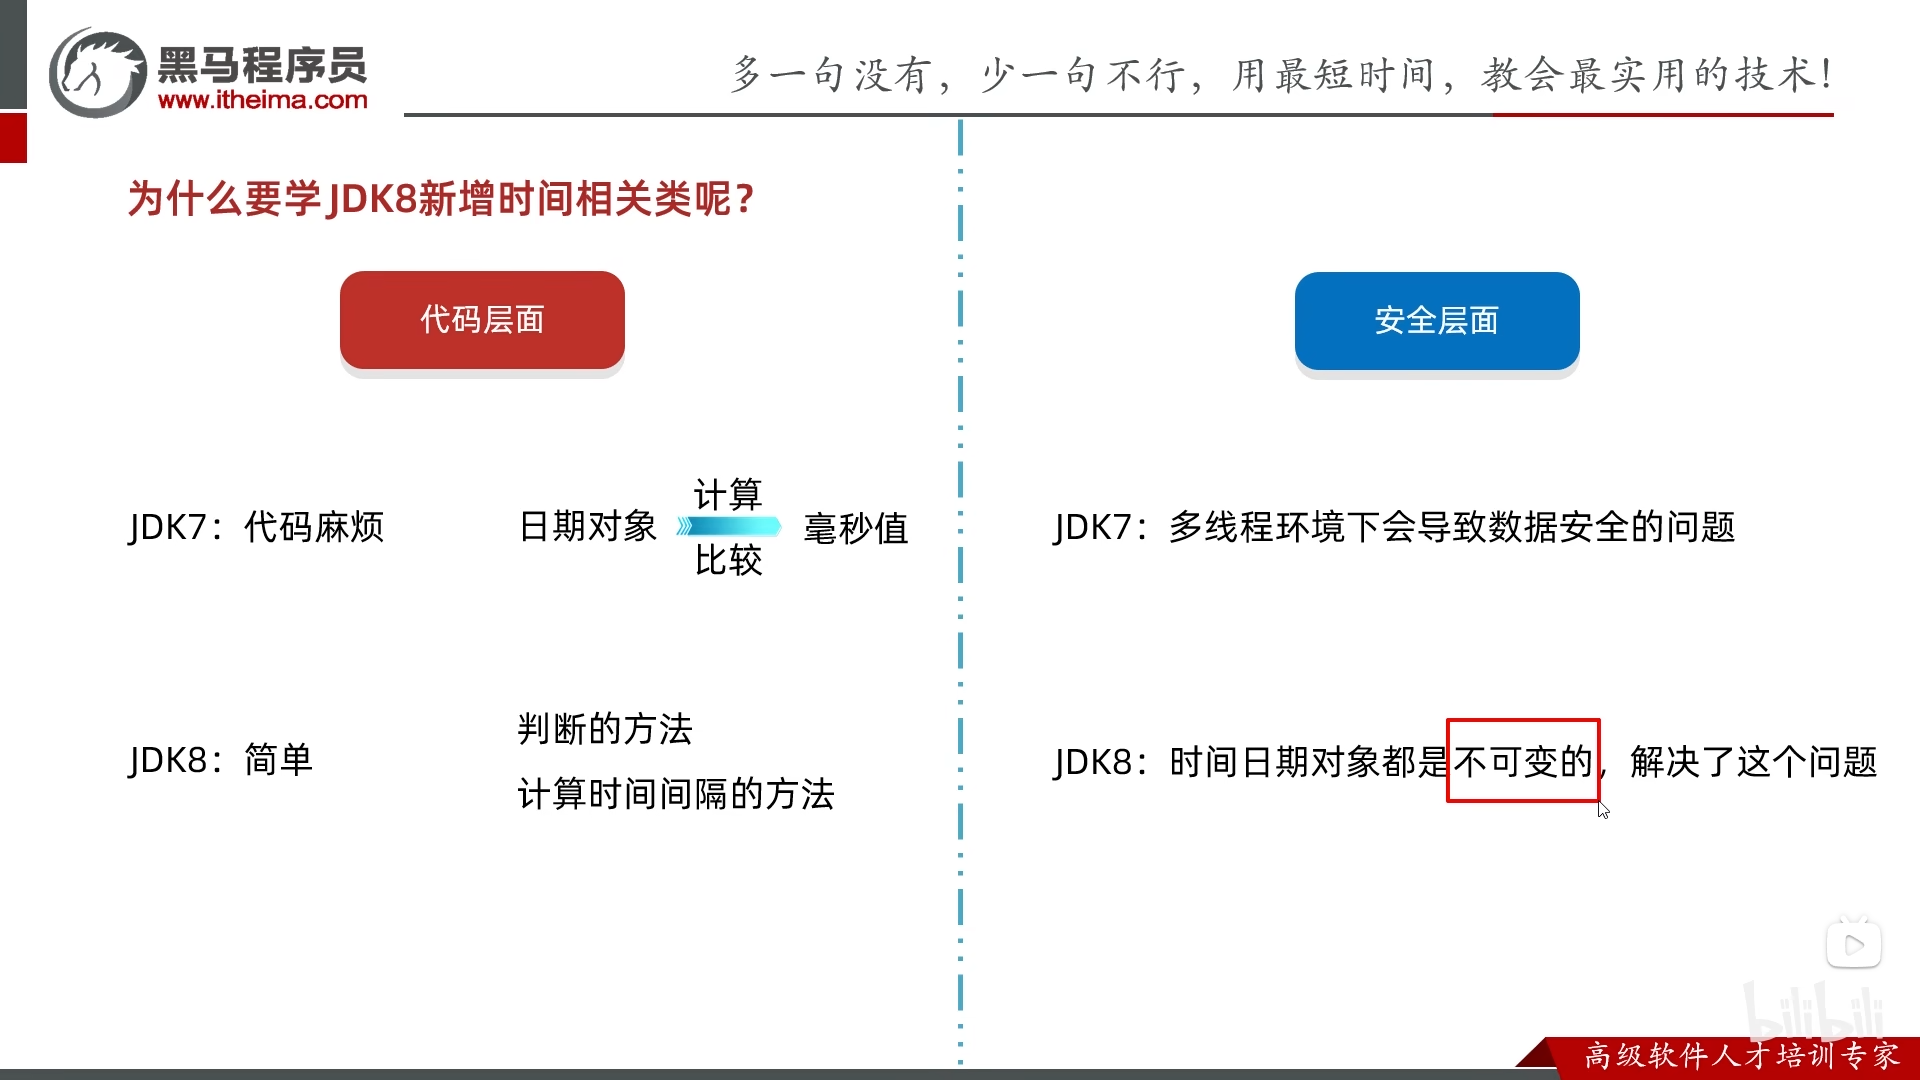 黑马程序员
www.itheima.com
多一句没有，少一句不行，用最短时间，教会最实用的技术！
为什么要学JDK8新增时间相关类呢？
代码层面
JDK7：代码麻烦
日期对象
计算
比较
毫秒值
JDK8：简单
判断的方法
计算时间间隔的方法
安全层面
JDK7：多线程环境下会导致数据安全的问题
JDK8：时间日期对象都是不可变的，解决了这个问题
bilibili
高级软件人才培训专家